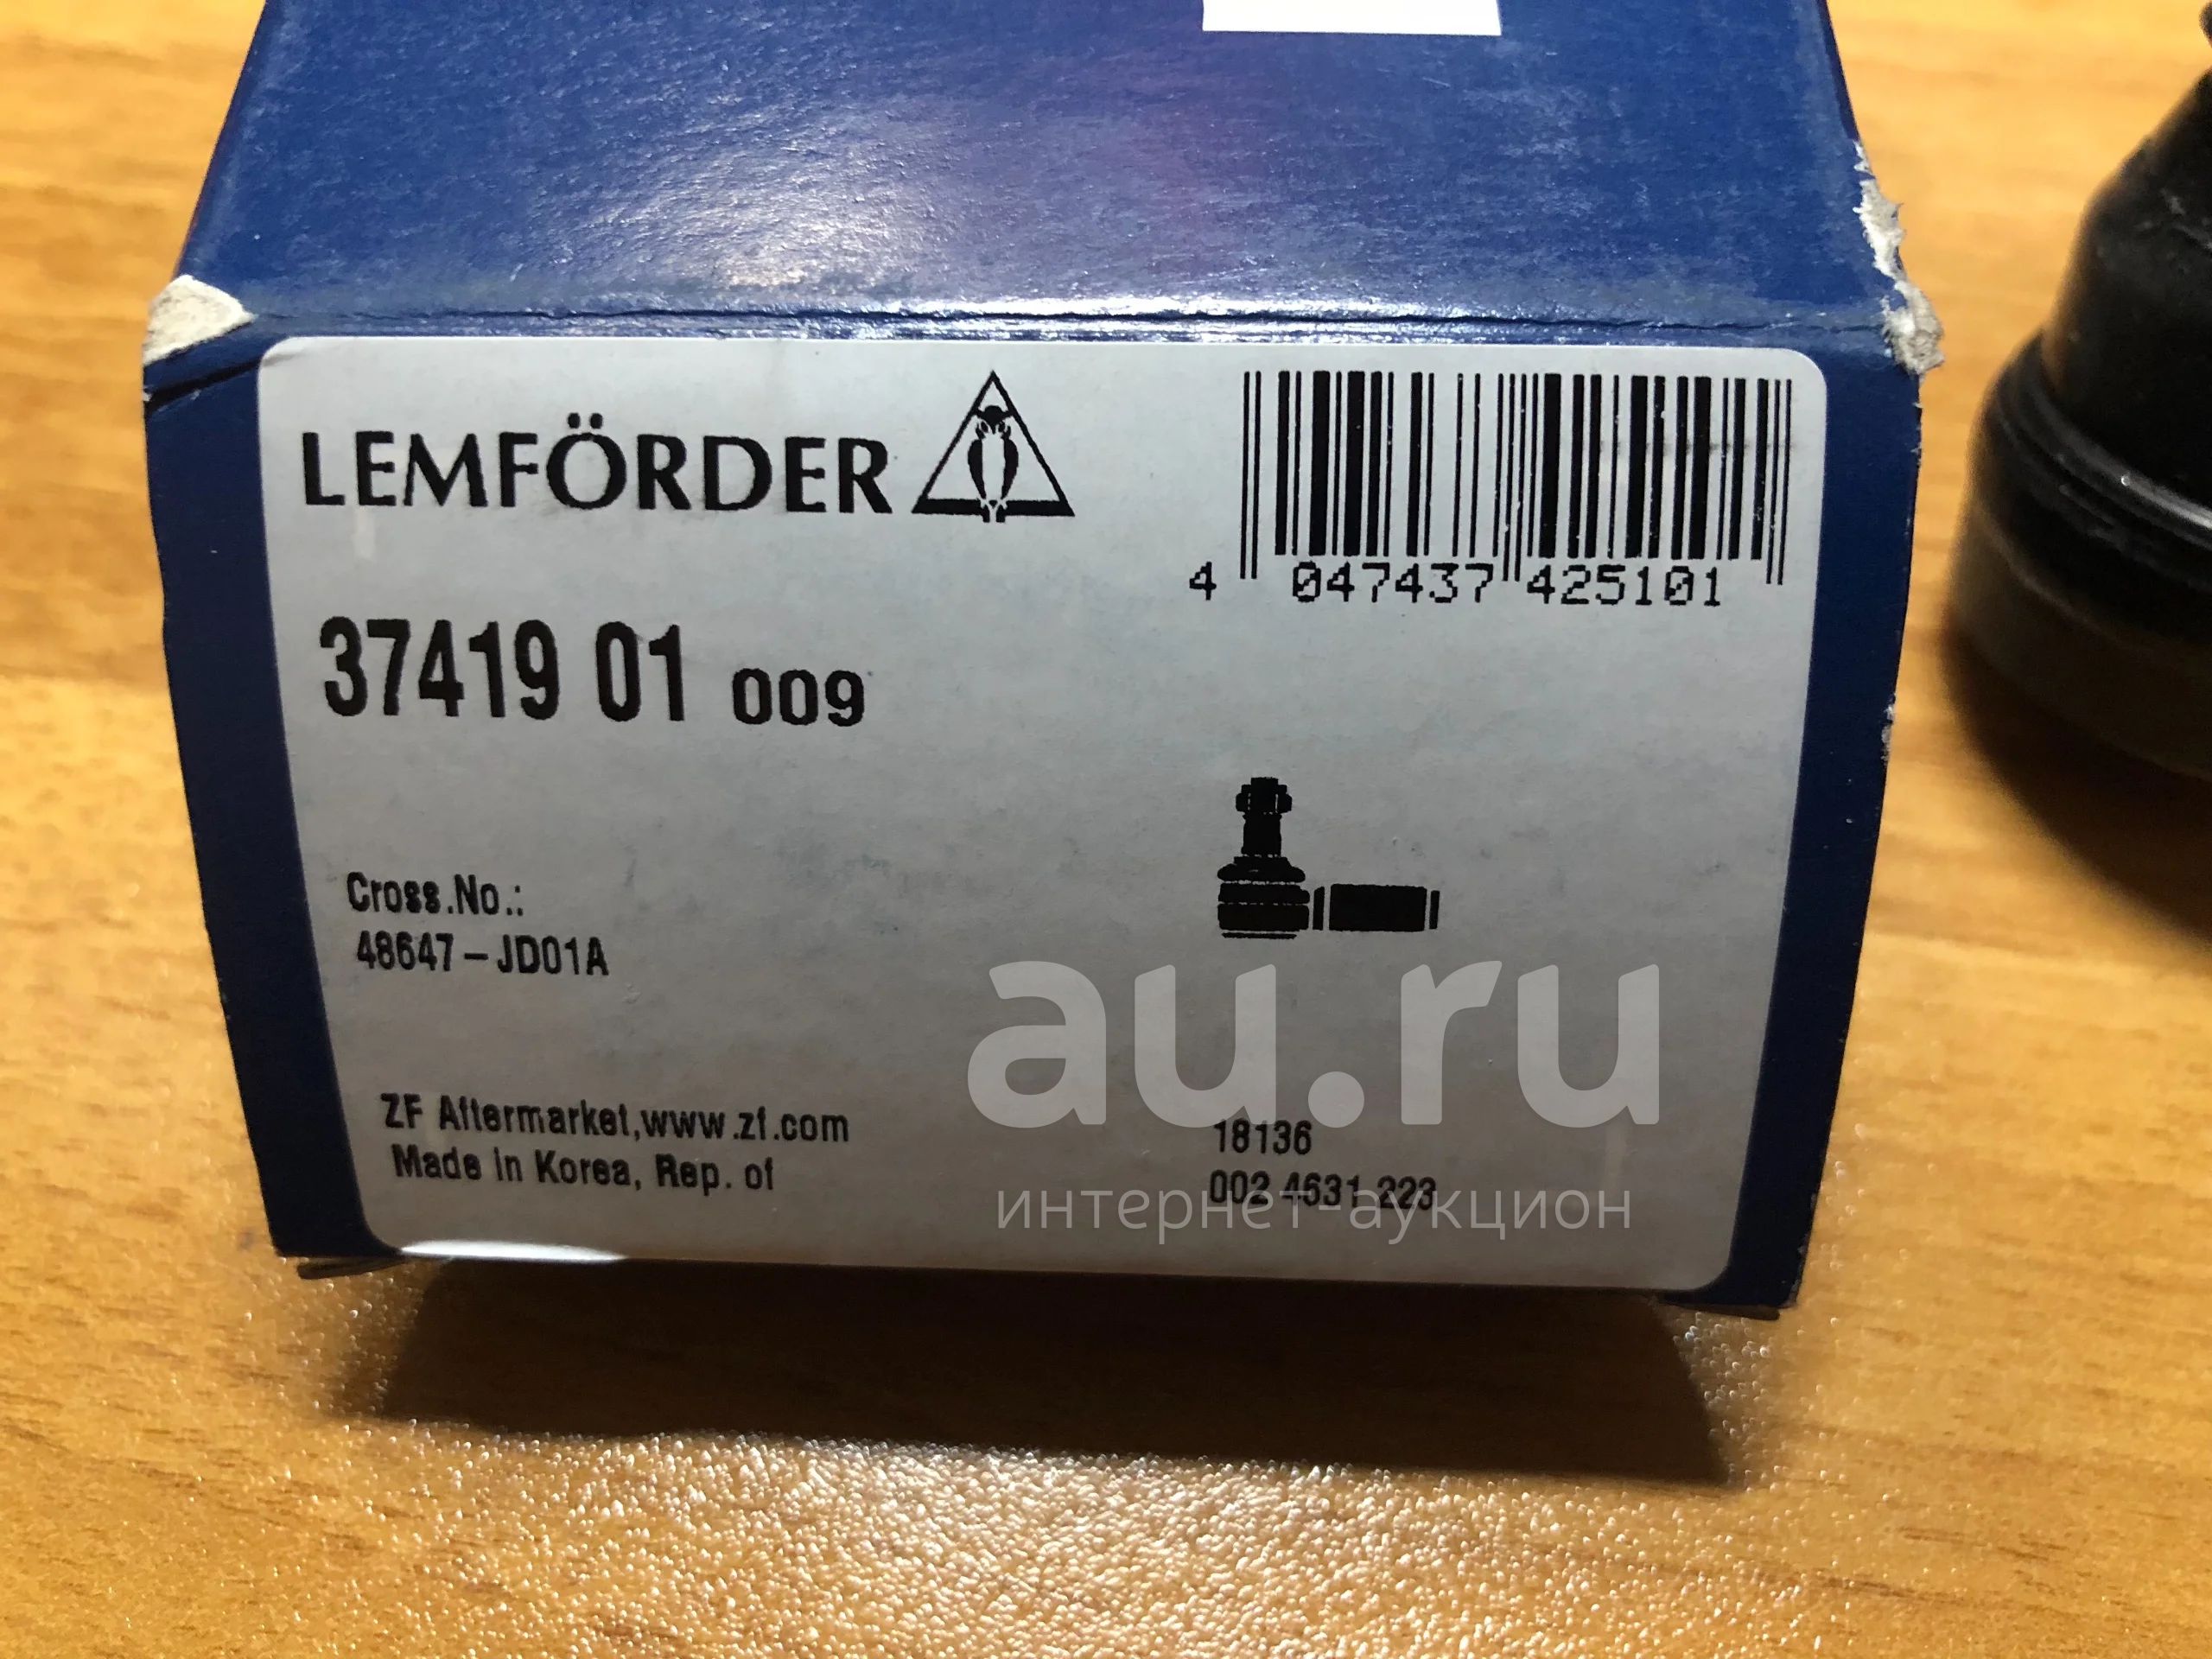 LEMFÖRDER
4 047437 425101
37419 01 009
Cross.No.:
48647-JD01A
au.ru
ZF Aftermarket,www.zf.com
Made in Korea, Rep. of
18136
002 4631 223
интернет-аукцион